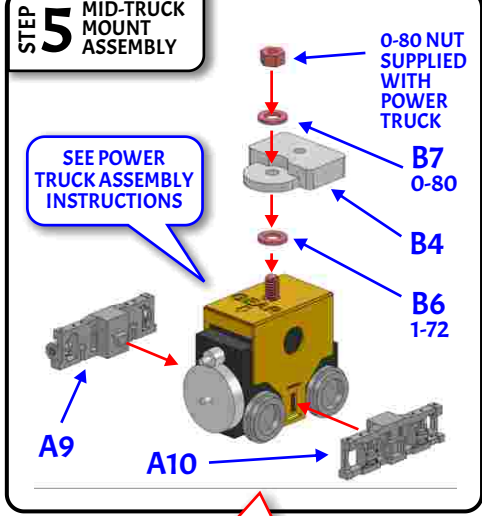 STEP 5
MID-TRUCK
MOUNT
ASSEMBLY
0-80 NUT
SUPPLIED
WITH
POWER
TRUCK
B7
0-80
SEE POWER
TRUCK ASSEMBLY
INSTRUCTIONS
B4
B6
1-72
A9
A10